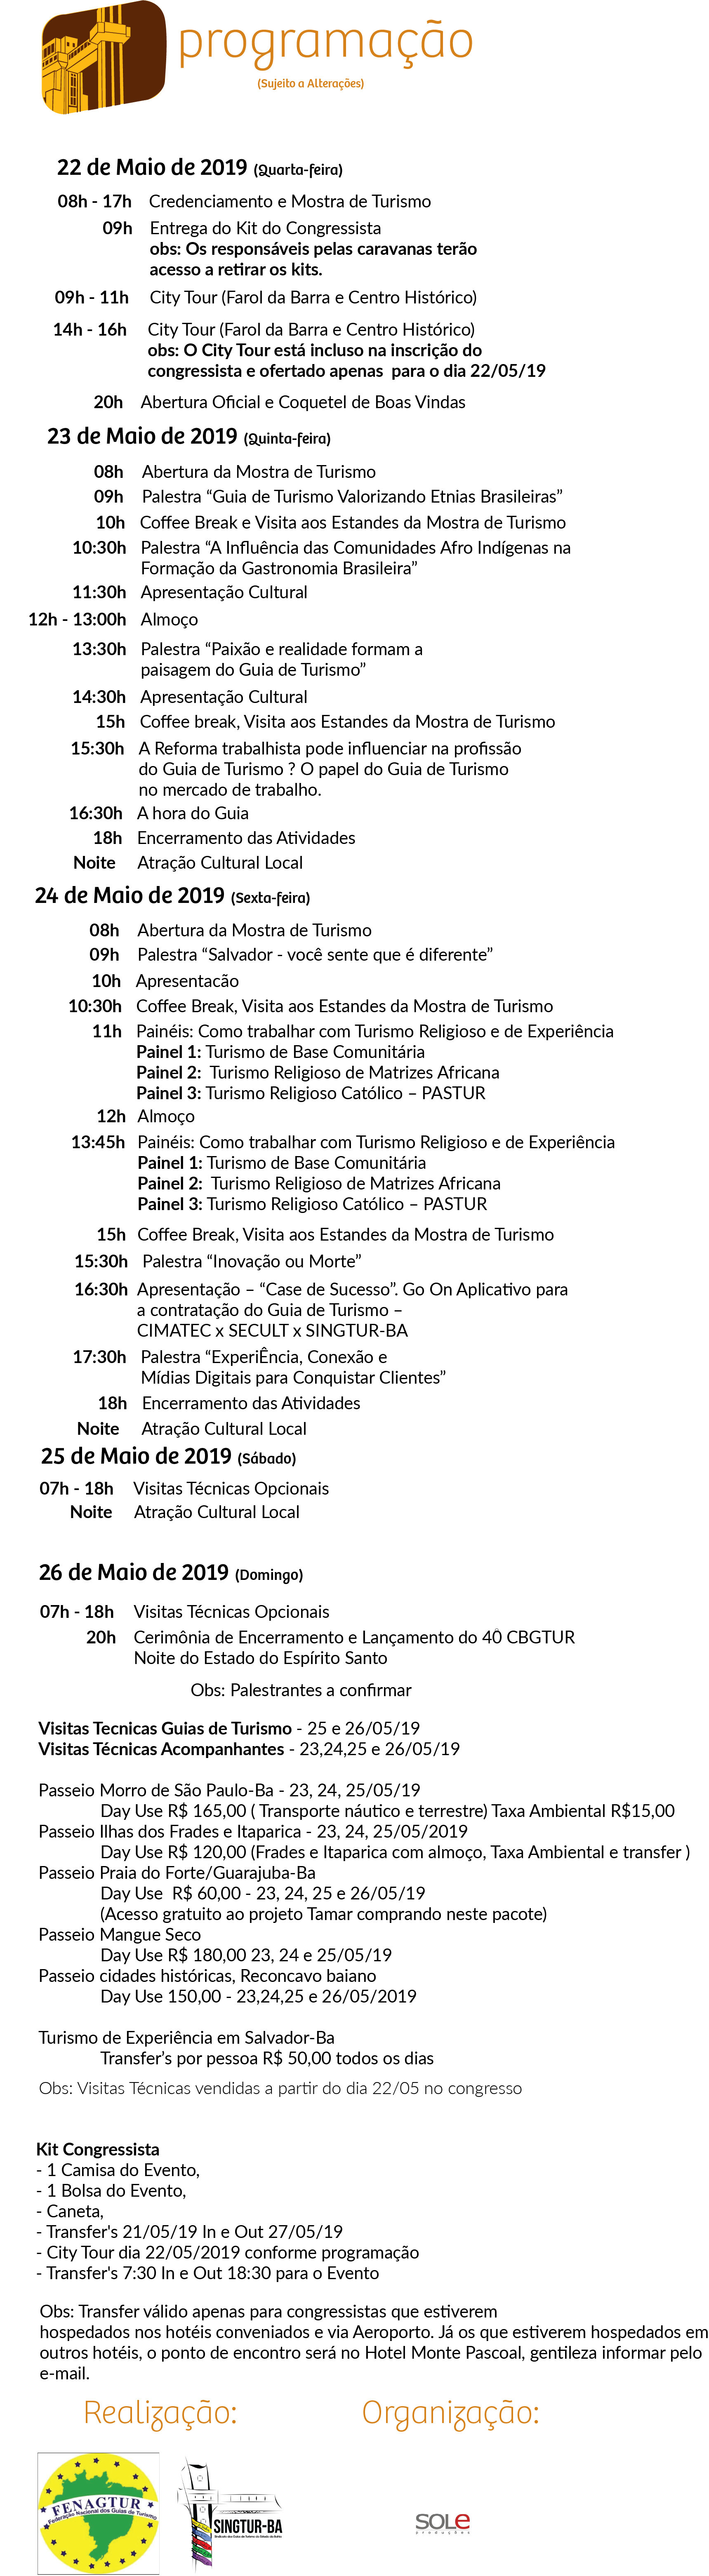 programação
(Sujeito a Alterações)
22 de Maio de 2019 (Quarta-feira)
08h - 17h Credenciamento e Mostra de Turismo
09h Entrega do Kit do Congressista
obs: Os responsáveis pelas caravanas terão
acesso a retirar os kits.
09h - 11h City Tour (Farol da Barra e Centro Histórico)
14h - 16h City Tour (Farol da Barra e Centro Histórico)
obs: O City Tour está incluso na inscrição do
congressista e ofertado apenas para o dia 22/05/19
20h Abertura Oficial e Coquetel de Boas Vindas
23 de Maio de 2019 (Quinta-feira)
08h Abertura da Mostra de Turismo
09h Palestra “Guia de Turismo Valorizando Etnias Brasileiras”
10h Coffee Break e Visita aos Estandes da Mostra de Turismo
10:30h Palestra “A Influência das Comunidades Afro Indígenas na
Formação da Gastronomia Brasileira”
11:30h Apresentação Cultural
12h - 13:00h Almoço
13:30h Palestra “Paixão e realidade formam a
paisagem do Guia de Turismo”
14:30h Apresentação Cultural
15h Coffee break, Visita aos Estandes da Mostra de Turismo
15:30h A Reforma trabalhista pode influenciar na profissão
do Guia de Turismo ? O papel do Guia de Turismo
no mercado de trabalho.
16:30h A hora do Guia
18h Encerramento das Atividades
Noite Atração Cultural Local
24 de Maio de 2019 (Sexta-feira)
08h Abertura da Mostra de Turismo
09h Palestra “Salvador - você sente que é diferente”
10h Apresentacão
10:30h Coffee Break, Visita aos Estandes da Mostra de Turismo
11h Painéis: Como trabalhar com Turismo Religioso e de Experiência
Painel 1: Turismo de Base Comunitária
Painel 2: Turismo Religioso de Matrizes Africana
Painel 3: Turismo Religioso Católico – PASTUR
12h Almoço
13:45h Painéis: Como trabalhar com Turismo Religioso e de Experiência
Painel 1: Turismo de Base Comunitária
Painel 2: Turismo Religioso de Matrizes Africana
Painel 3: Turismo Religioso Católico – PASTUR
15h Coffee Break, Visita aos Estandes da Mostra de Turismo
15:30h Palestra “Inovação ou Morte”
16:30h Apresentação – “Case de Sucesso”. Go On Aplicativo para
a contratação do Guia de Turismo –
CIMATEC x SECULT x SINGTUR-BA
17:30h Palestra “ExperiÊncia, Conexão e
Mídias Digitais para Conquistar Clientes”
18h Encerramento das Atividades
Noite Atração Cultural Local
25 de Maio de 2019 (Sábado)
07h - 18h Visitas Técnicas Opcionais
Noite Atração Cultural Local
26 de Maio de 2019 (Domingo)
07h - 18h Visitas Técnicas Opcionais
20h Cerimônia de Encerramento e Lançamento do 4Ô CBGTUR
Noite do Estado do Espírito Santo
Obs: Palestrantes a confirmar
Visitas Tecnicas Guias de Turismo - 25 e 26/05/19
Visitas Técnicas Acompanhantes - 23,24,25 e 26/05/19
Passeio Morro de São Paulo-Ba - 23, 24, 25/05/19
Day Use R$ 165,00 ( Transporte náutico e terrestre) Taxa Ambiental R$15,00
Passeio Ilhas dos Frades e Itaparica - 23, 24, 25/05/2019
Day Use R$ 120,00 (Frades e Itaparica com almoço, Taxa Ambiental e transfer )
Passeio Praia do Forte/Guarajuba-Ba
Day Use R$ 60,00 - 23, 24, 25 e 26/05/19
(Acesso gratuito ao projeto Tamar comprando neste pacote)
Passeio Mangue Seco
Day Use R$ 180,00 23, 24 e 25/05/19
Passeio cidades históricas, Reconcavo baiano
Day Use 150,00 - 23,24,25 e 26/05/2019
Turismo de Experiência em Salvador-Ba
Transfer’s por pessoa R$ 50,00 todos os dias
Obs: Visitas Técnicas vendidas a partir do dia 22/05 no congresso
Kit Congressista
- 1 Camisa do Evento,
- 1 Bolsa do Evento,
- Caneta,
- Transfer's 21/05/19 In e Out 27/05/19
- City Tour dia 22/05/2019 conforme programação
- Transfer's 7:30 In e Out 18:30 para o Evento
Obs: Transfer válido apenas para congressistas que estiverem
hospedados nos hotéis conveniados e via Aeroporto. Já os que estiverem hospedados em
outros hotéis, o ponto de encontro será no Hotel Monte Pascoal, gentileza informar pelo
e-mail.
Realização: Organização:
FENAGTUR
Federação Nacional dos Guias de Turismo
SINGTUR-BA
SOLe
produções